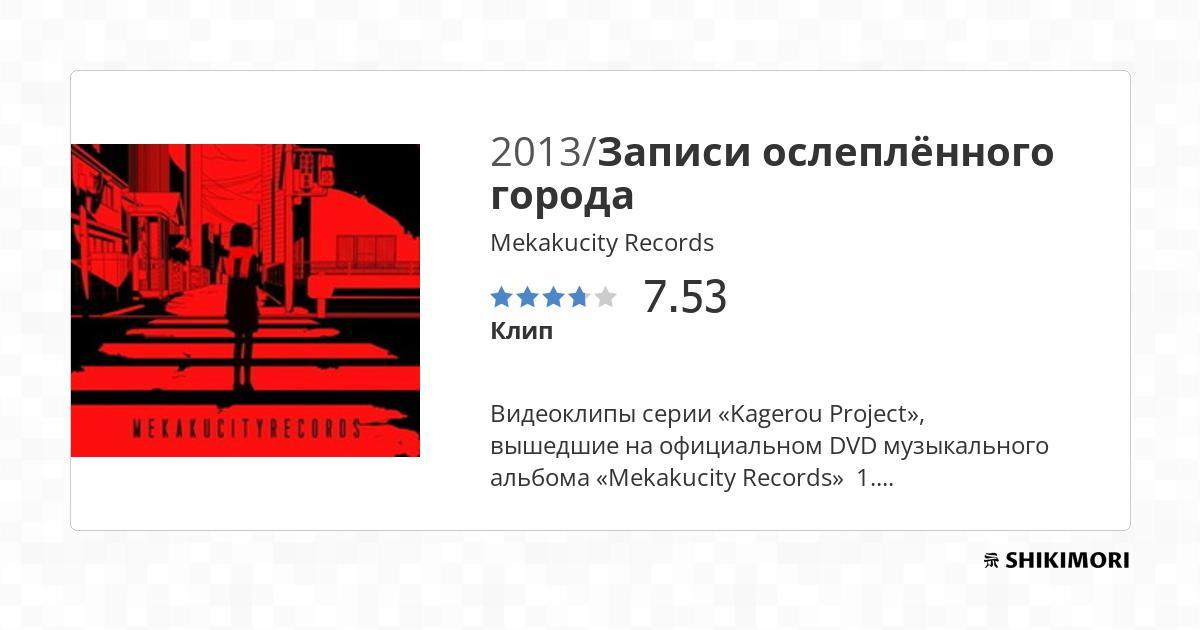 2013/Записи ослеплённого
города
Mekakucity Records
7.53
Клип
Видеоклипы серии «Kagerou Project»,
вышедшие на официальном DVD музыкального
альбома «Mekakucity Records»  1....
MEKAKUCITYRECORDS
SHIKIMORI